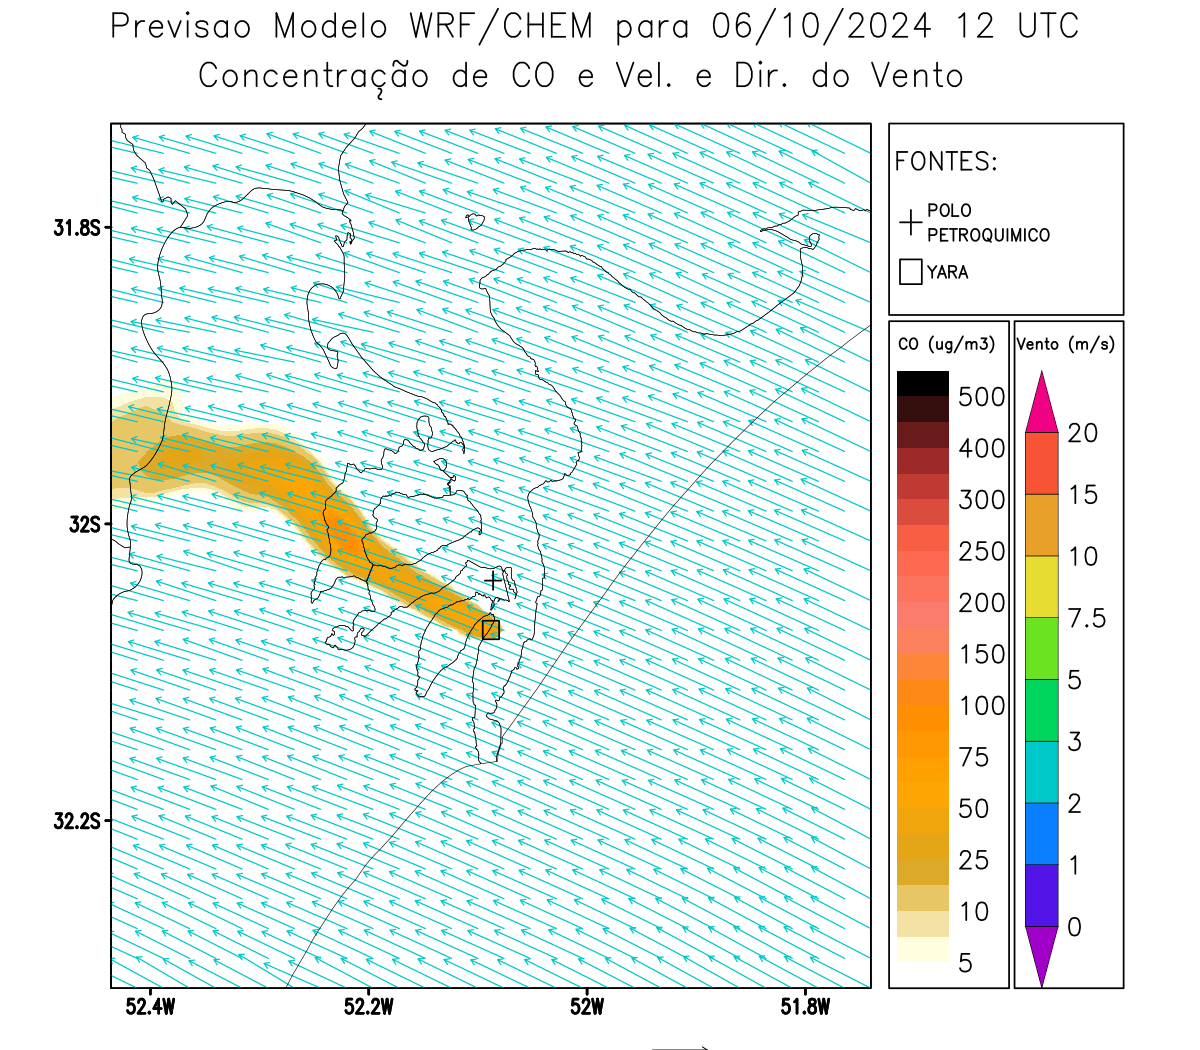 Previsao Modelo WRF/CHEM para 06/10/2024 12 UTC
Concentração de CO e Vel. e Dir. do Vento
FONTES:
POLO
PETROQUIMICO
YARA
CO (ug/m3)
500
400
300
250
200
150
100
75
50
25
10
5
Vento (m/s)
20
15
10
7.5
5
3
2
1
0
31.8S
32S
32.2S
52.4W
52.2W
52W
51.8W